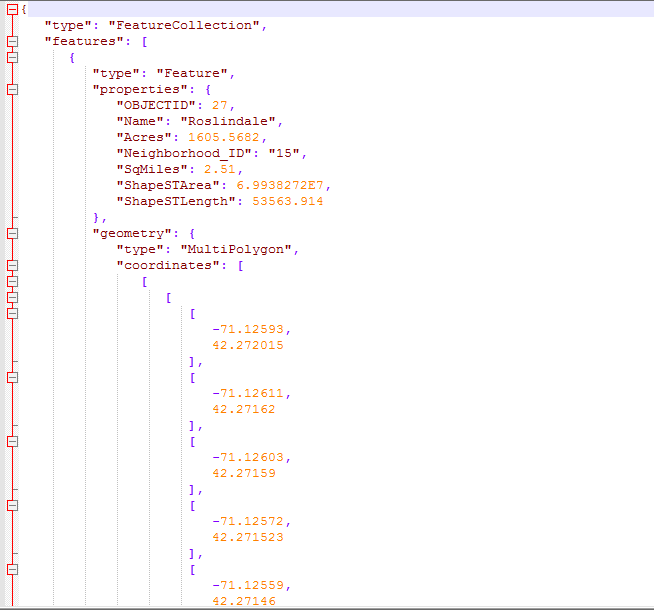 {
"type": "FeatureCollection",
"features": [
{
"type": "Feature",
"properties": {
"OBJECTID": 27,
"Name": "Roslindale",
"Acres": 1605.5682,
"Neighborhood_ID": "15",
"SqMiles": 2.51,
"ShapeSTArea": 6.9938272E7,
"ShapeSTLength": 53563.914
},
"geometry": {
"type": "MultiPolygon",
"coordinates": [
[
[
[
-71.12593,
42.272015
],
[
-71.12611,
42.27162
],
[
-71.12603,
42.27159
],
[
-71.12572,
42.271523
],
[
-71.12559,
42.27146